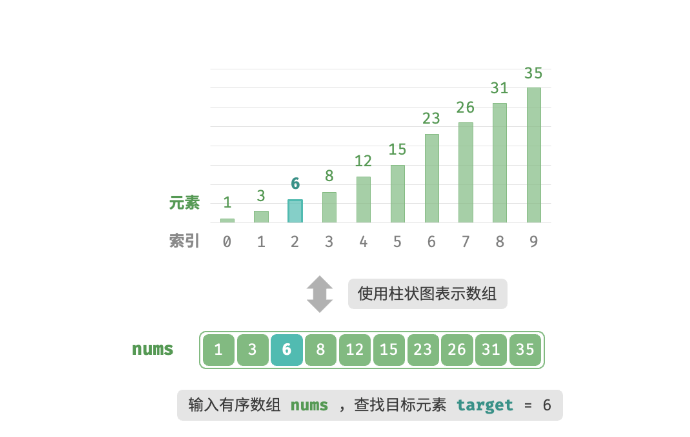 35
31
26
23
15
12
8
6
3
元素 1
索引 0 1 2 3 4 5 6 7 8 9
使用柱状图表示数组
nums 1 3 6 8 12 15 23 26 31 35
输入有序数组 nums ，查找目标元素 target = 6